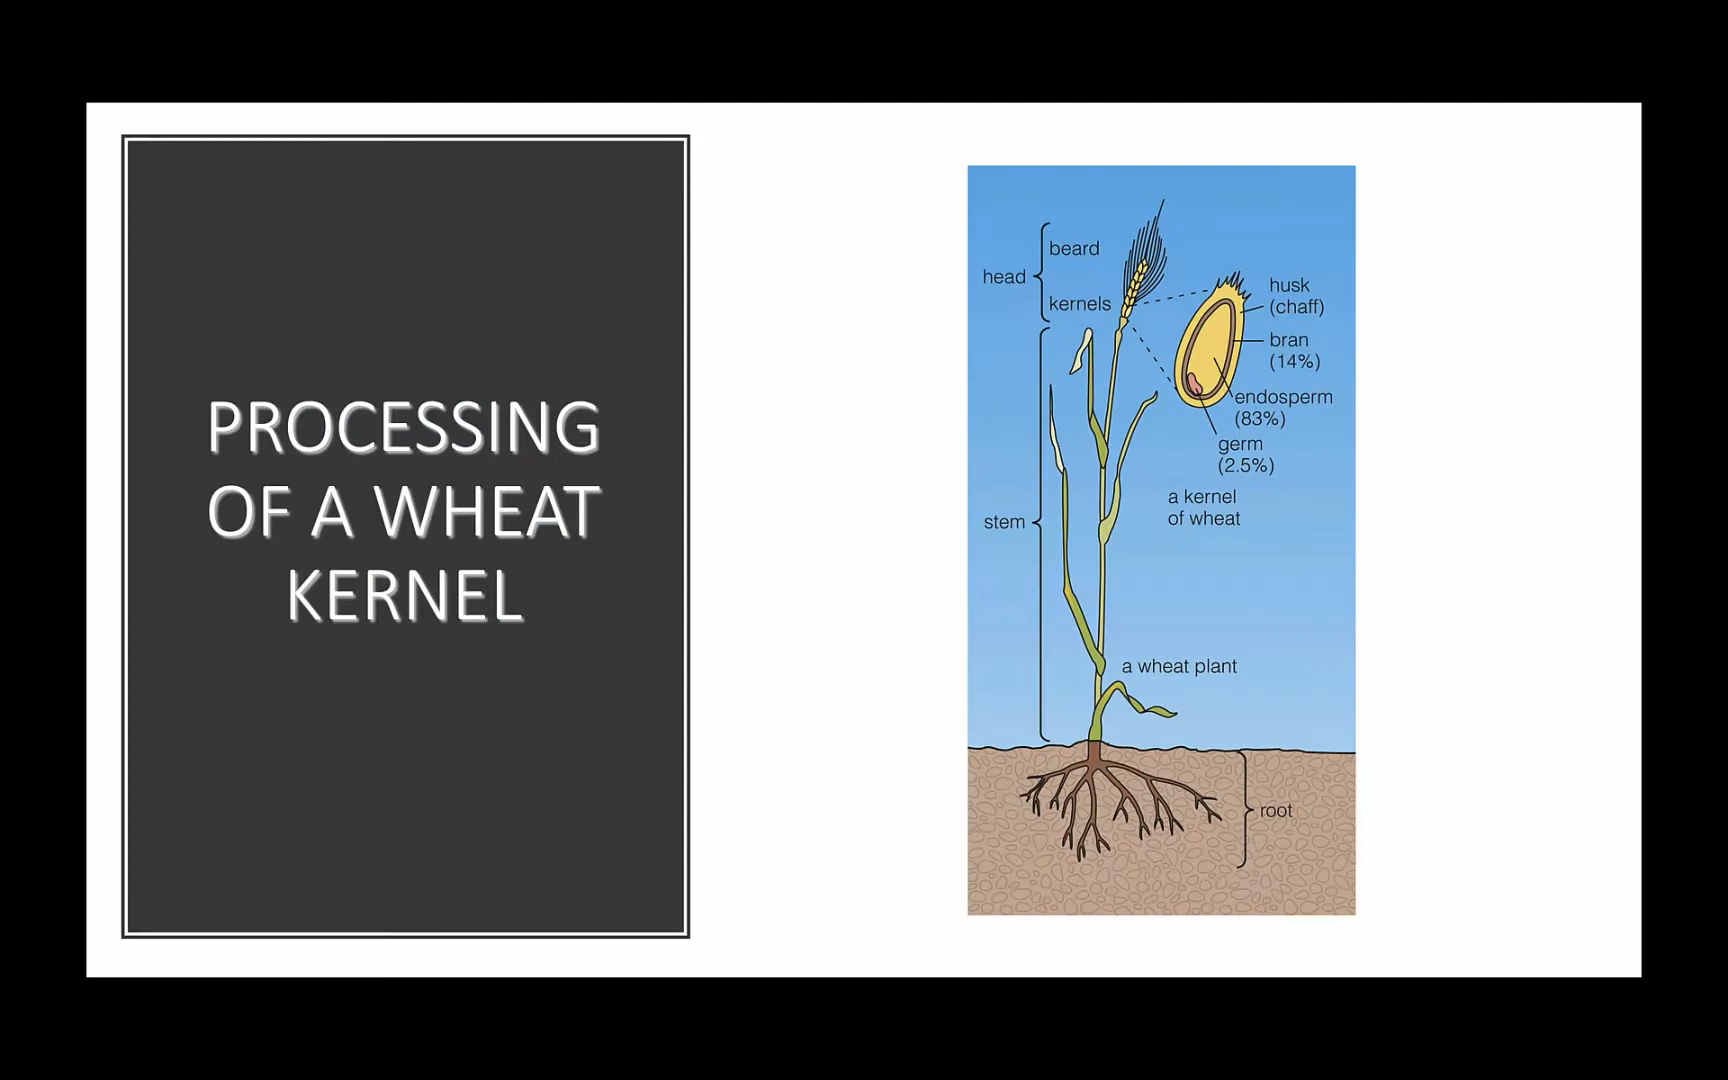 PROCESSING
OF A WHEAT
KERNEL
beard
head
kernels
husk
(chaff)
bran
(14%)
endosperm
(83%)
germ
(2.5%)
a kernel
of wheat
stem
a wheat plant
root